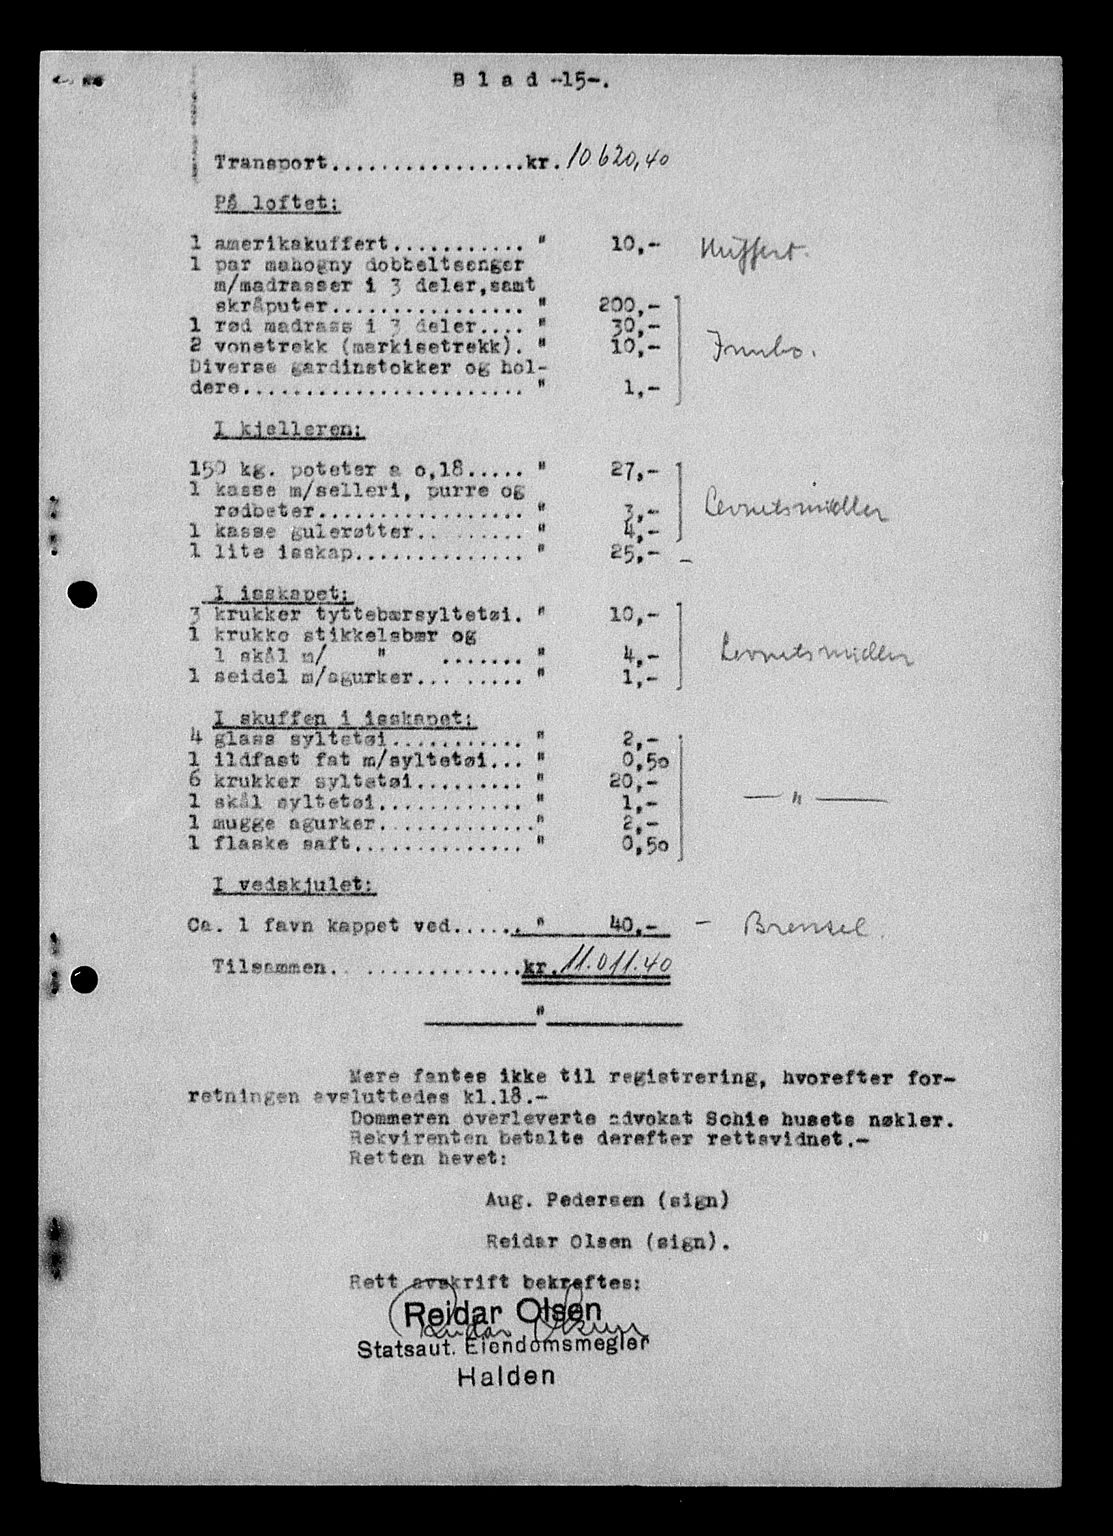 B l a d -15-.
Transport................kr. 10.620,40
På loftet:
1 amerikakuffert........... " 10,- Kuffert.
1 par mahogny dobbeltsenger
m/madrasser i 3 deler,samt
skråputer................ " 200,-
1 rød madrass i 3 deler.... " 30,-
2 vonstrekk (markisetrekk). " 10,- Innbo.
Diverse gardinstokker og hol-
dere....................... " 1,-
I kjelleren:
150 kg. poteter a o,18..... " 27,-
1 kasse m/selleri, purre og
rødbeter................. " 3,- Levnetsmidler
1 kasse gulerøtter......... " 4,-
1 lite isskap.............. " 25,- -
I isskapet:
3 krukker tyttebærsyltetøi. " 10,-
1 krukke stikkelsbær og
1 skål m/ " ....... " 4,- Levnetsmidler
1 seidel m/agurker......... " 1,-
I skuffen i isskapet:
4 glass syltetøi........... " 2,-
1 ildfast fat m/syltetøi... " 0,50
6 krukker syltetøi......... " 20,-
1 skål syltetøi............ " 1,- — " —
1 mugge agurker............." 2,-
1 flaske saft.............. " 0,50
I vedskjulet:
Ca. 1 favn kappet ved...... " 40,- - Brensel.
Tilsammen................kr. 11.011.40
"
Mere fantes ikke til registrering, hvorefter for-
retningen avsluttedes kl.18.-
Dommeren overleverte advokat Schie husets nøkler.
Rekvirenten betalte derefter rettsvidnet.-
Retten hevet:
Aug. Pedersen (sign)
Reidar Olsen (sign).
Rett avskrift bekreftes:
Reidar Olsen
Reidar Olsen
Statsaut. Eiendomsmegler
Halden